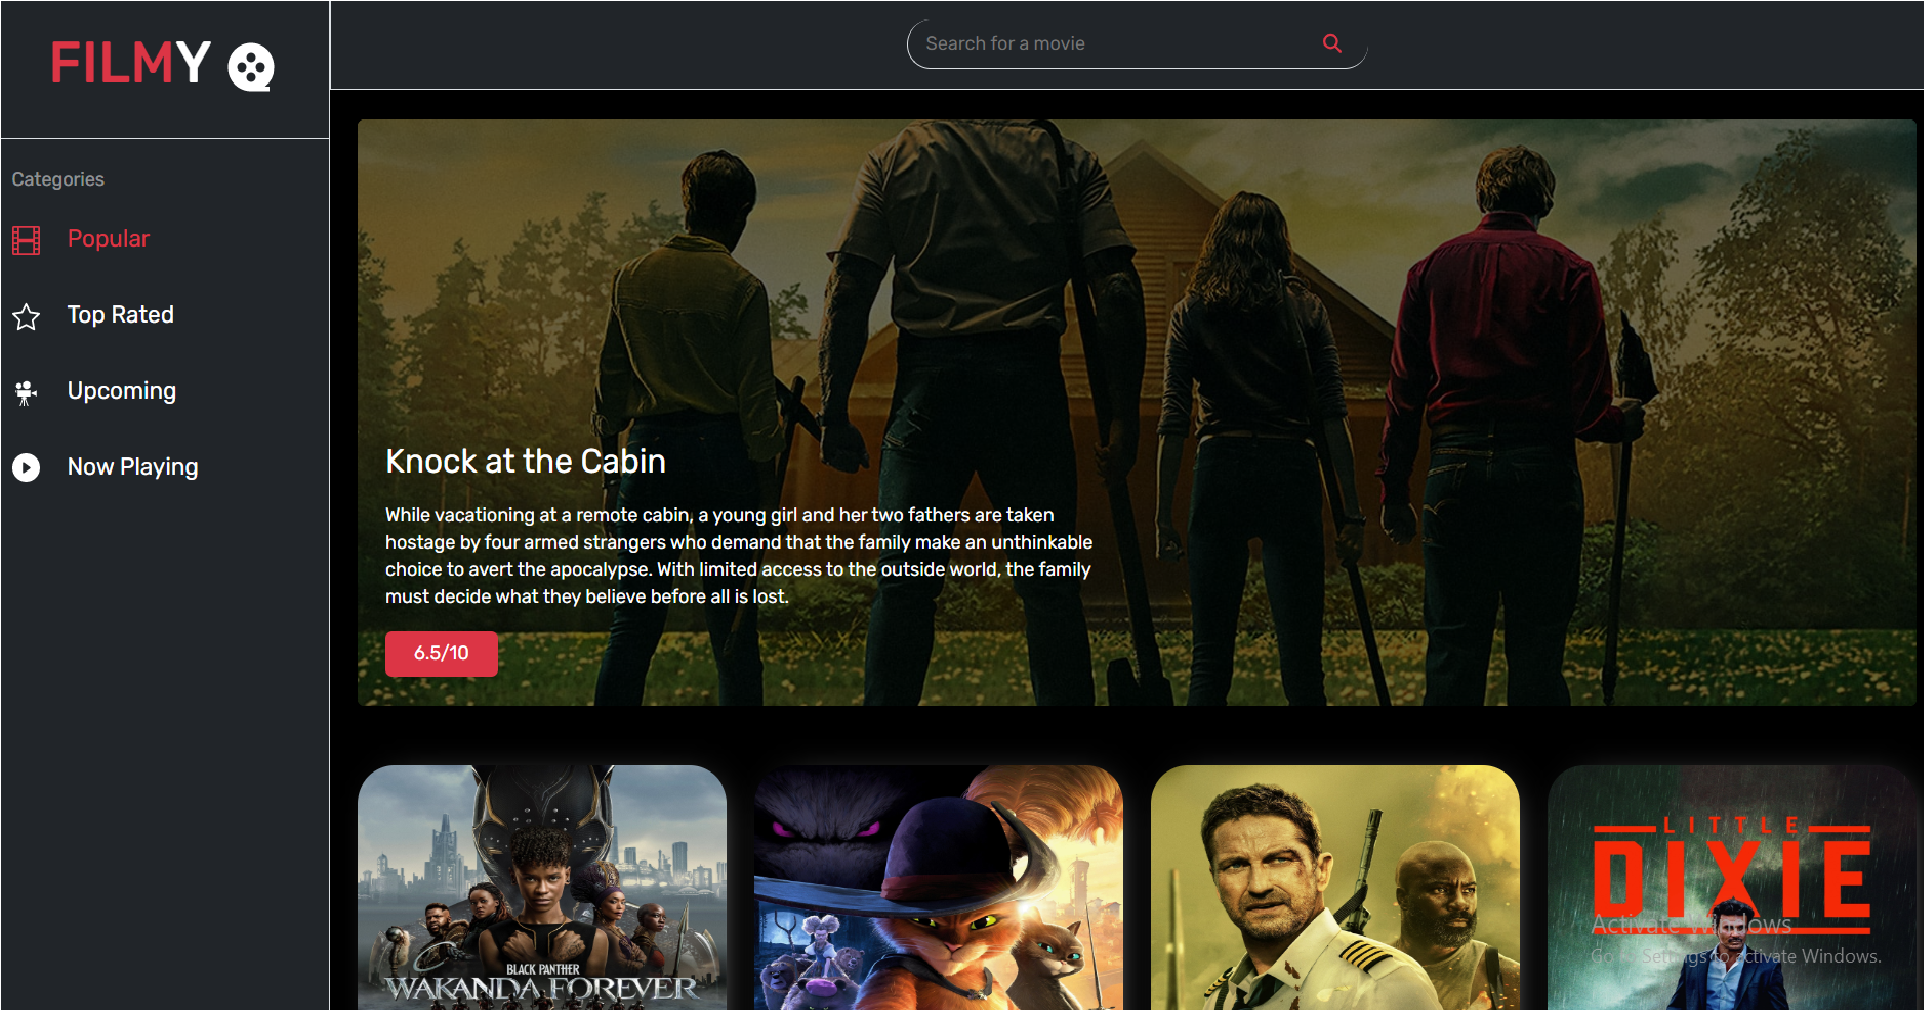 FILMY
Search for a movie
Categories
Popular
Top Rated
Upcoming
Now Playing
Knock at the Cabin
While vacationing at a remote cabin, a young girl and her two fathers are taken
hostage by four armed strangers who demand that the family make an unthinkable
choice to avert the apocalypse. With limited access to the outside world, the family
must decide what they believe before all is lost.
6.5/10
BLACK PANTHER
WAKANDA FOREVER
LITTLE
DIXIE
Activate Windows
Go to Settings to activate Windows.